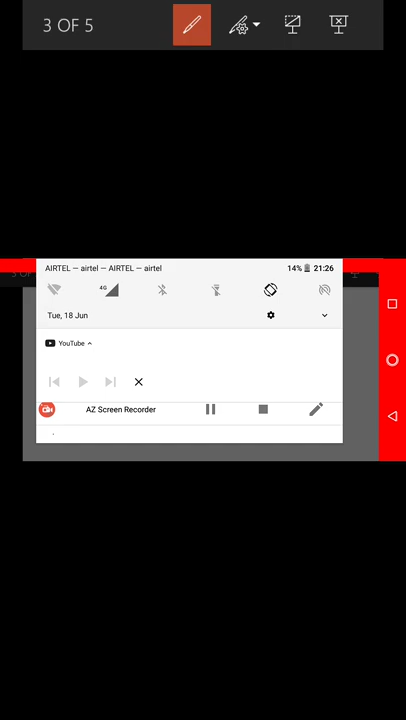 3 OF 5
AIRTEL — airtel — AIRTEL — airtel 14% 21:26
4G
Tue, 18 Jun
YouTube
AZ Screen Recorder